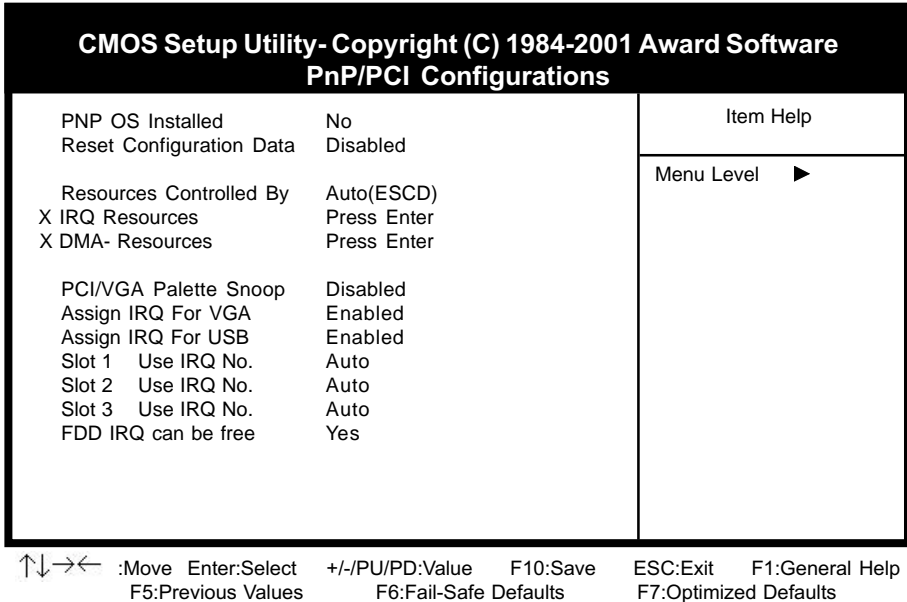 CMOS Setup Utility- Copyright (C) 1984-2001 Award Software
PnP/PCI Configurations
PNP OS Installed No
Reset Configuration Data Disabled
Resources Controlled By Auto(ESCD)
X IRQ Resources Press Enter
X DMA- Resources Press Enter
PCI/VGA Palette Snoop Disabled
Assign IRQ For VGA Enabled
Assign IRQ For USB Enabled
Slot 1 Use IRQ No. Auto
Slot 2 Use IRQ No. Auto
Slot 3 Use IRQ No. Auto
FDD IRQ can be free Yes
Item Help
Menu Level ▶
↑↓→← :Move Enter:Select +/-/PU/PD:Value F10:Save ESC:Exit F1:General Help
F5:Previous Values F6:Fail-Safe Defaults F7:Optimized Defaults